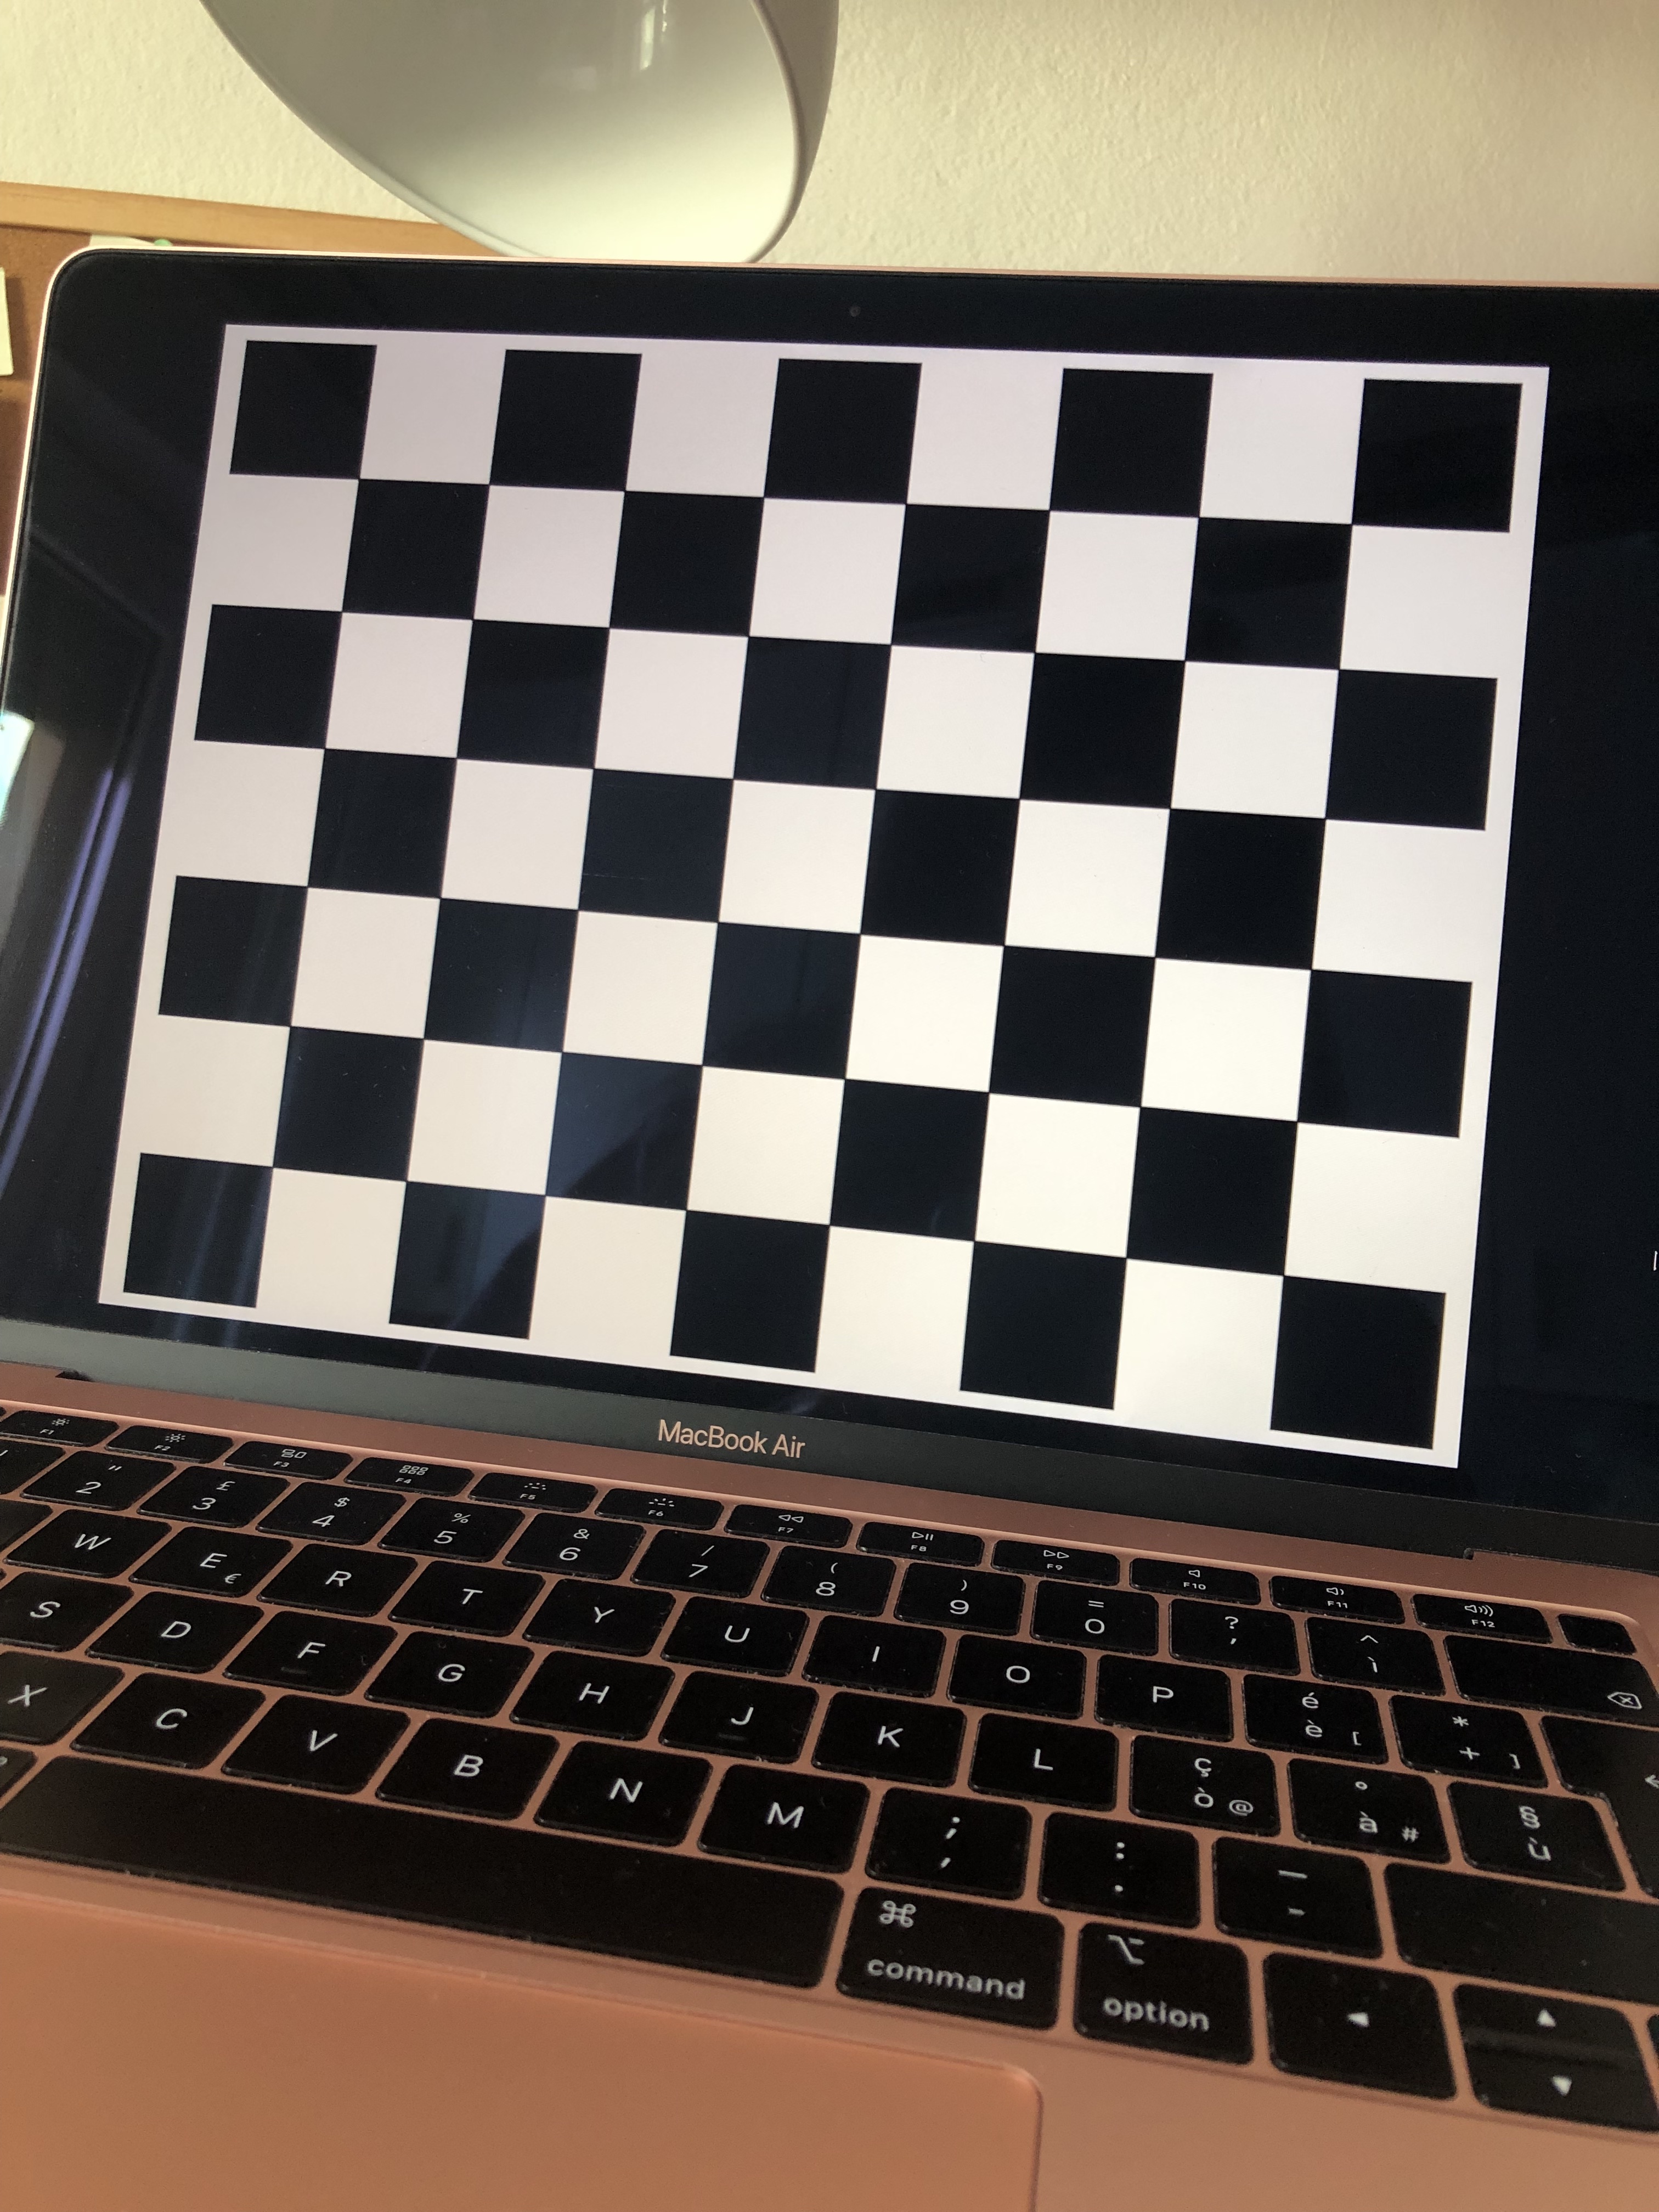 MacBook Air
F1 F2 F3 F4 F5 F6 F7 F8 F9 F10 F11 F12
" £ $ % & / ( ) = ? ^
2 3 4 5 6 7 8 9 0 ' ì
W E € R T Y U I O P é è [ * + ]
S D F G H J K L ç ò @ ° à # § ù
X C V B N M ; , : . _ -
⌘ ⌥
command option